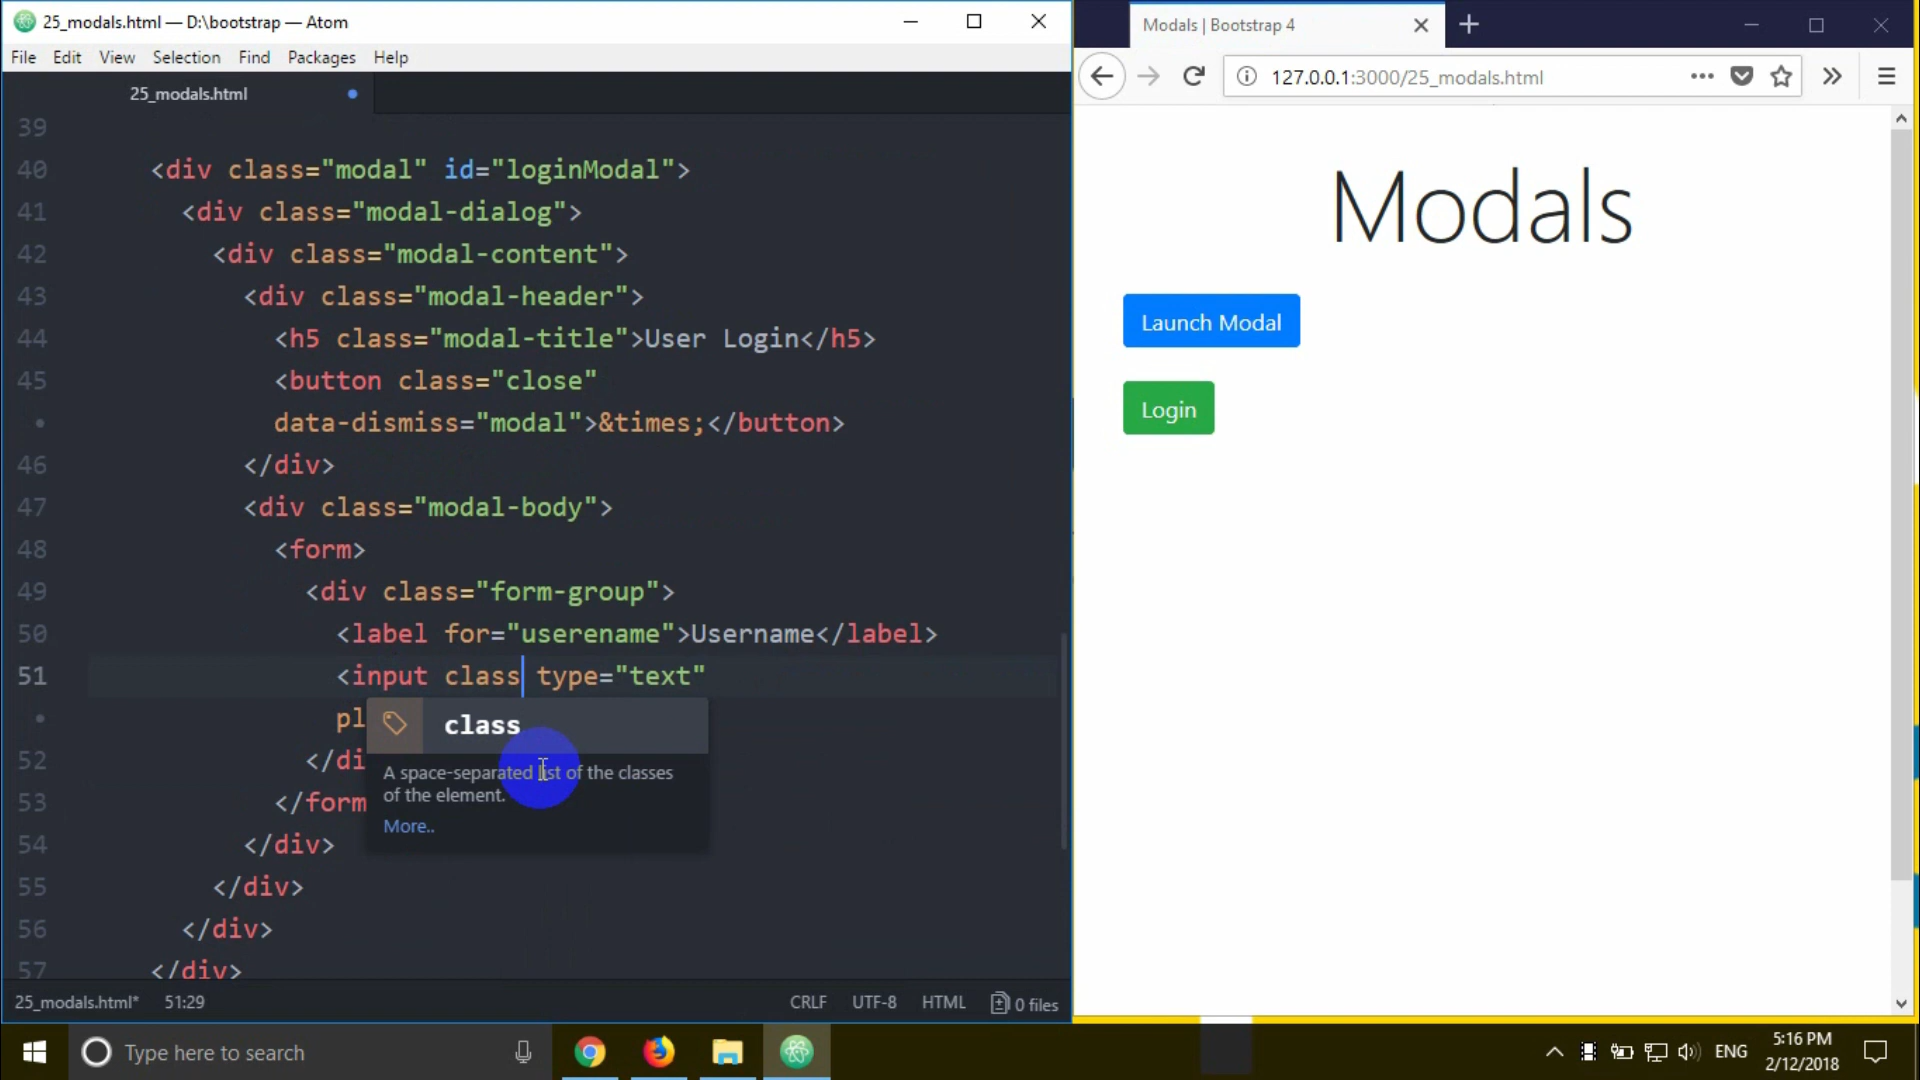 25_modals.html — D:\bootstrap — Atom
File Edit View Selection Find Packages Help
25_modals.html
39
40 <div class="modal" id="loginModal">
41 <div class="modal-dialog">
42 <div class="modal-content">
43 <div class="modal-header">
44 <h5 class="modal-title">User Login</h5>
45 <button class="close"
data-dismiss="modal">&times;</button>
46 </div>
47 <div class="modal-body">
48 <form>
49 <div class="form-group">
50 <label for="userename">Username</label>
51 <input class type="text"
pl
class
52 </di
A space-separated list of the classes
of the element.
53 </form
More..
54 </div>
55 </div>
56 </div>
57 </div>
25_modals.html* 51:29 CRLF UTF-8 HTML 0 files
Modals | Bootstrap 4
127.0.0.1:3000/25_modals.html
Modals
Launch Modal
Login
Type here to search
ENG
5:16 PM
2/12/2018